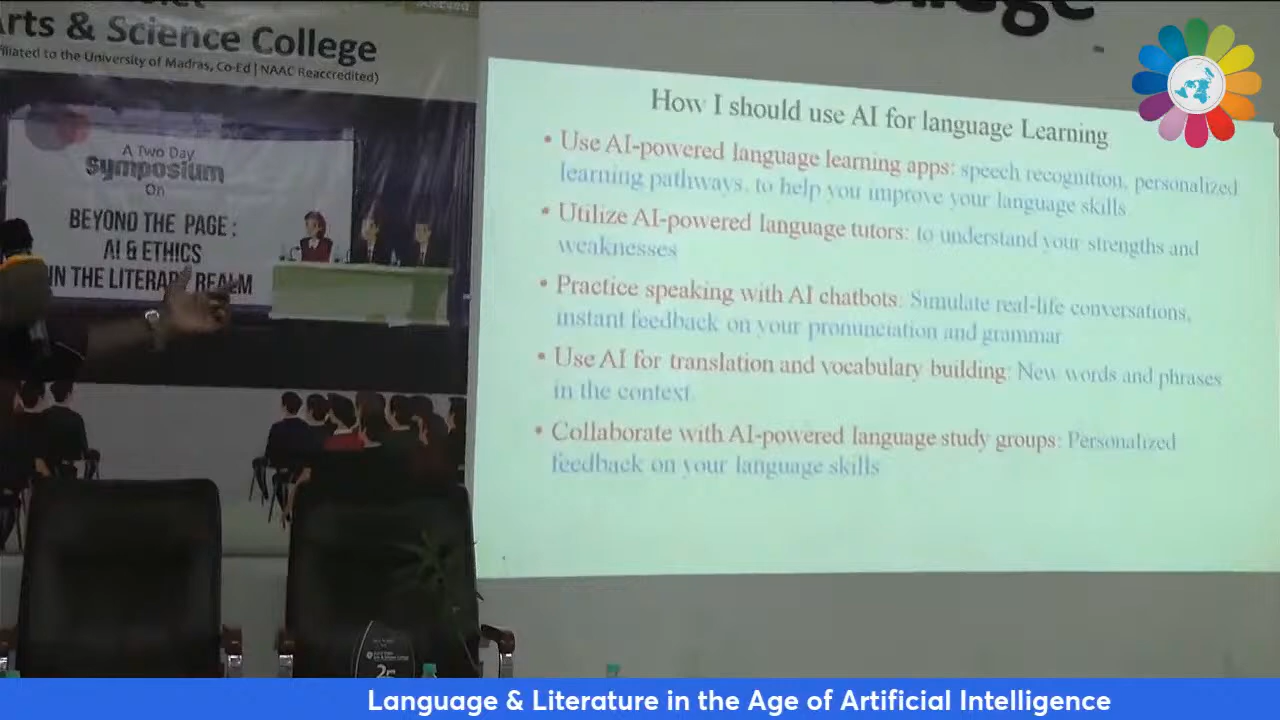 Arts & Science College
to the University of Madras, Co-Ed | NAAC Reaccredited)
A Two Day
Symposium
On
BEYOND THE PAGE :
AI & ETHICS
IN THE LITERARY REALM
How I should use AI for language Learning
• Use AI-powered language learning apps: speech recognition, personalized
learning pathways, to help you improve your language skills
• Utilize AI-powered language tutors: to understand your strengths and
weaknesses
• Practice speaking with AI chatbots: Simulate real-life conversations,
instant feedback on your pronunciation and grammar
• Use AI for translation and vocabulary building: New words and phrases
in the context.
• Collaborate with AI-powered language study groups: Personalized
feedback on your language skills
Language & Literature in the Age of Artificial Intelligence